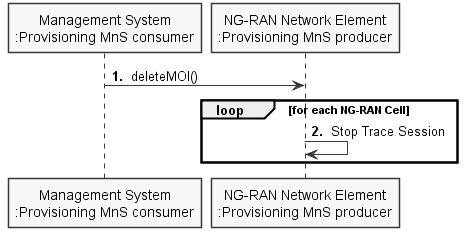 Management System
:Provisioning MnS consumer
NG-RAN Network Element
:Provisioning MnS producer
1. deleteMOI()
loop [for each NG-RAN Cell]
2. Stop Trace Session
Management System
:Provisioning MnS consumer
NG-RAN Network Element
:Provisioning MnS producer